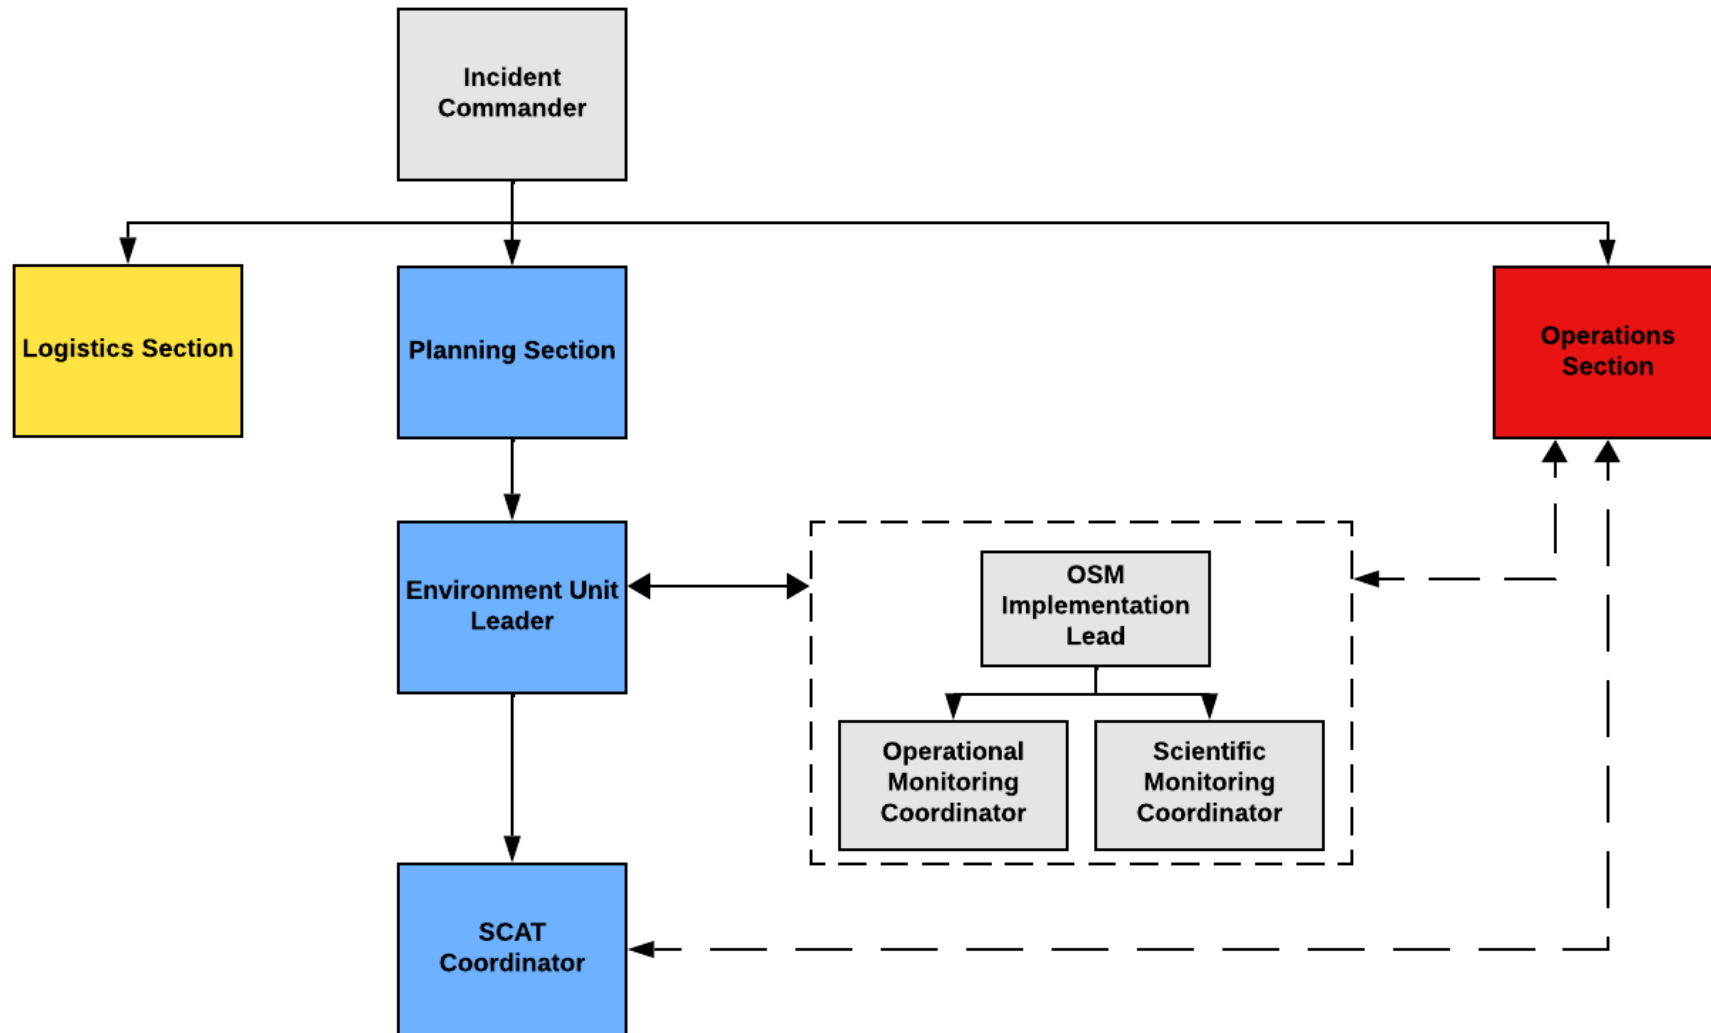 Incident
Commander
Logistics Section
Planning Section
Operations
Section
Environment Unit
Leader
OSM
Implementation
Lead
Operational
Monitoring
Coordinator
Scientific
Monitoring
Coordinator
SCAT
Coordinator